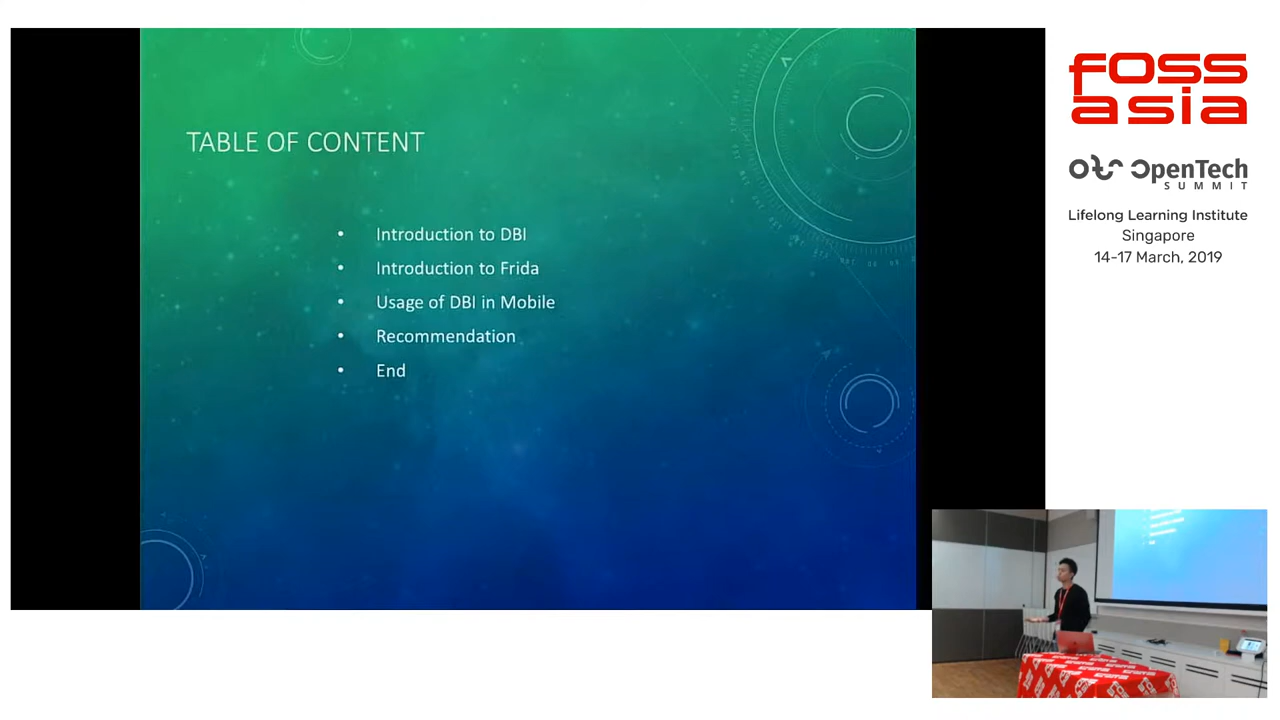 TABLE OF CONTENT
• Introduction to DBI
• Introduction to Frida
• Usage of DBI in Mobile
• Recommendation
• End
fOSS
asia
OpenTech
SUMMIT
Lifelong Learning Institute
Singapore
14-17 March, 2019